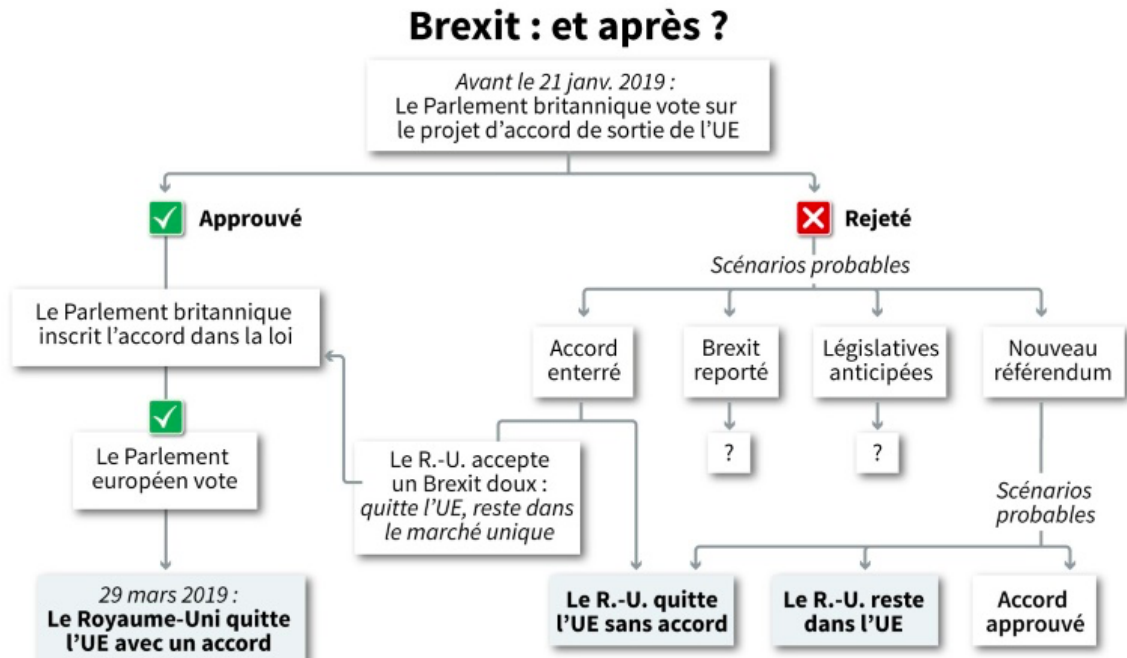 Brexit : et après ?
Avant le 21 janv. 2019 :
Le Parlement britannique vote sur
le projet d’accord de sortie de l’UE
Approuvé
Rejeté
Scénarios probables
Le Parlement britannique
inscrit l’accord dans la loi
Accord
enterré
Brexit
reporté
Législatives
anticipées
Nouveau
référendum
Le Parlement
européen vote
Le R.-U. accepte
un Brexit doux :
quitte l’UE, reste dans
le marché unique
?
?
Scénarios
probables
29 mars 2019 :
Le Royaume-Uni quitte
l’UE avec un accord
Le R.-U. quitte
l’UE sans accord
Le R.-U. reste
dans l’UE
Accord
approuvé